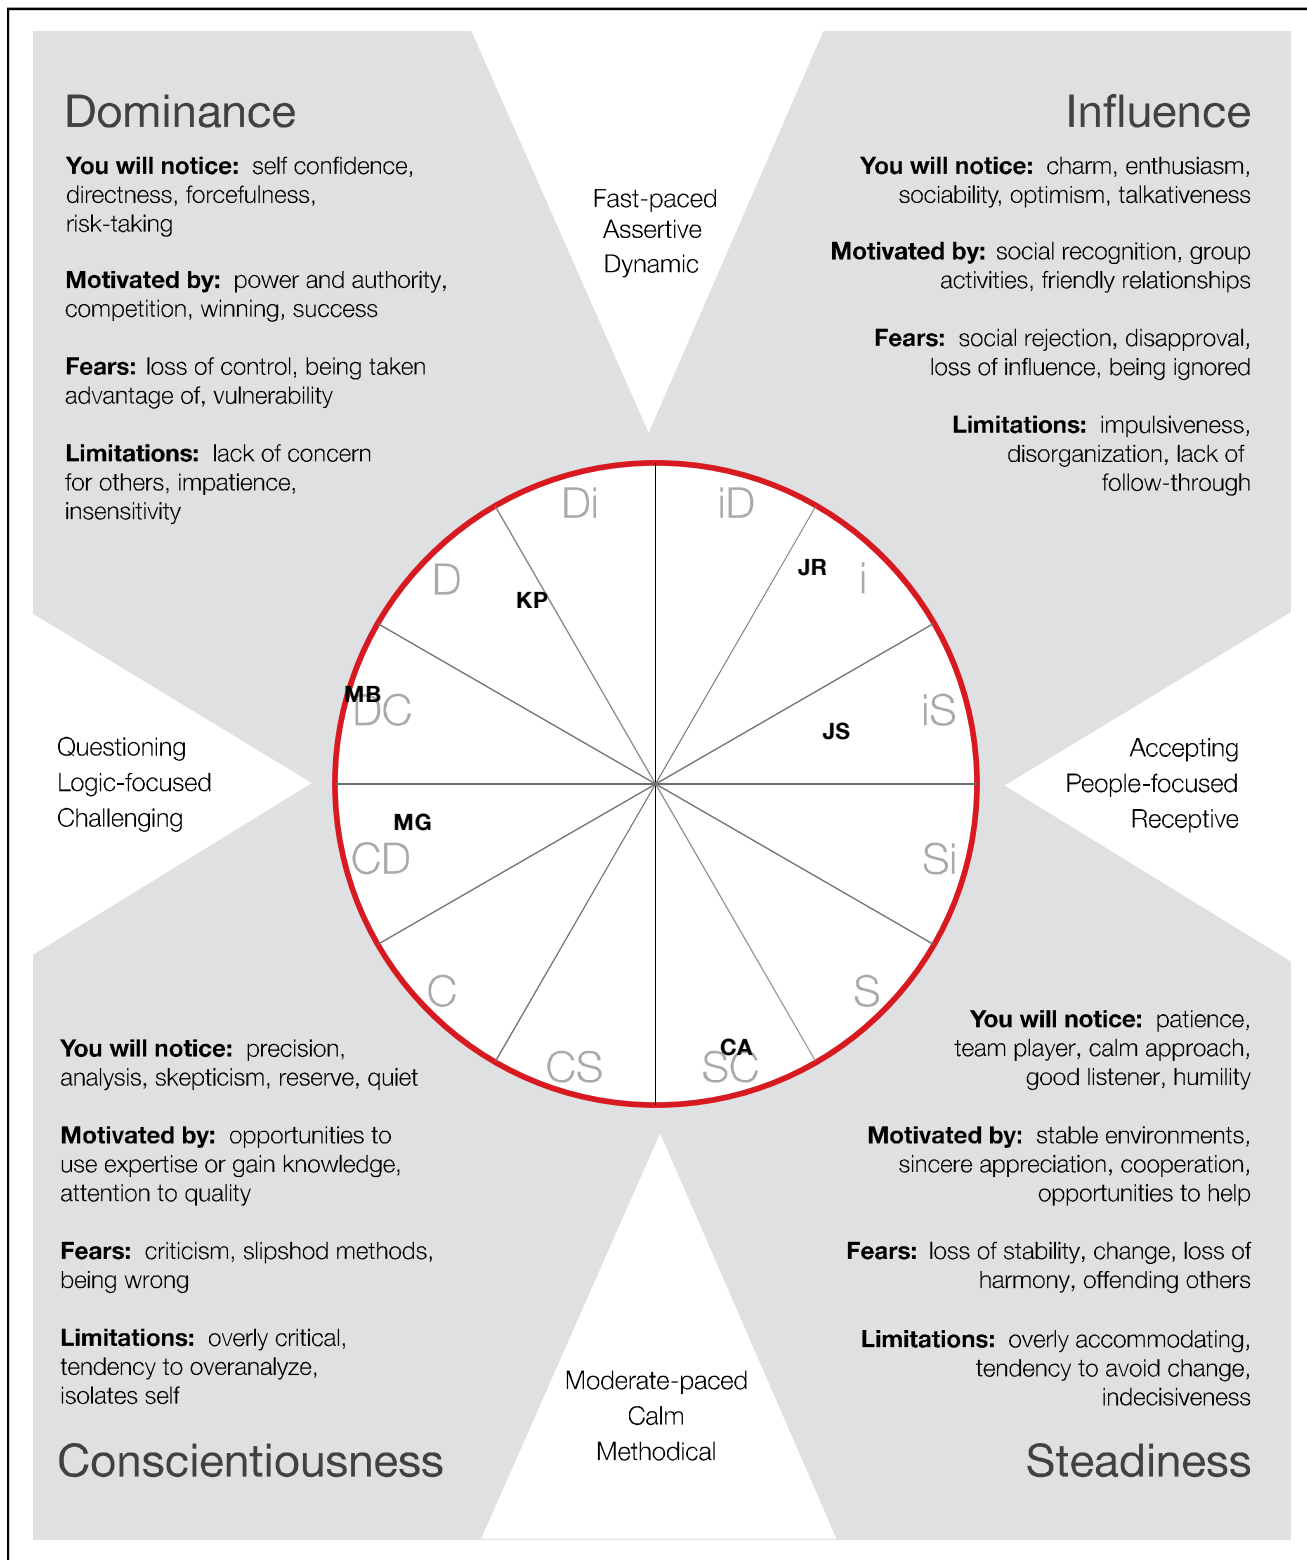 Dominance
You will notice: self confidence,
directness, forcefulness,
risk-taking
Motivated by: power and authority,
competition, winning, success
Fears: loss of control, being taken
advantage of, vulnerability
Limitations: lack of concern
for others, impatience,
insensitivity
Fast-paced
Assertive
Dynamic
Influence
You will notice: charm, enthusiasm,
sociability, optimism, talkativeness
Motivated by: social recognition, group
activities, friendly relationships
Fears: social rejection, disapproval,
loss of influence, being ignored
Limitations: impulsiveness,
disorganization, lack of
follow-through
Di
iD
D
KP
JR
i
MB
DC
JS
iS
Questioning
Logic-focused
Challenging
Accepting
People-focused
Receptive
MG
CD
Si
C
S
CS
CA
SC
You will notice: precision,
analysis, skepticism, reserve, quiet
Motivated by: opportunities to
use expertise or gain knowledge,
attention to quality
Fears: criticism, slipshod methods,
being wrong
Limitations: overly critical,
tendency to overanalyze,
isolates self
Conscientiousness
Moderate-paced
Calm
Methodical
You will notice: patience,
team player, calm approach,
good listener, humility
Motivated by: stable environments,
sincere appreciation, cooperation,
opportunities to help
Fears: loss of stability, change, loss of
harmony, offending others
Limitations: overly accommodating,
tendency to avoid change,
indecisiveness
Steadiness